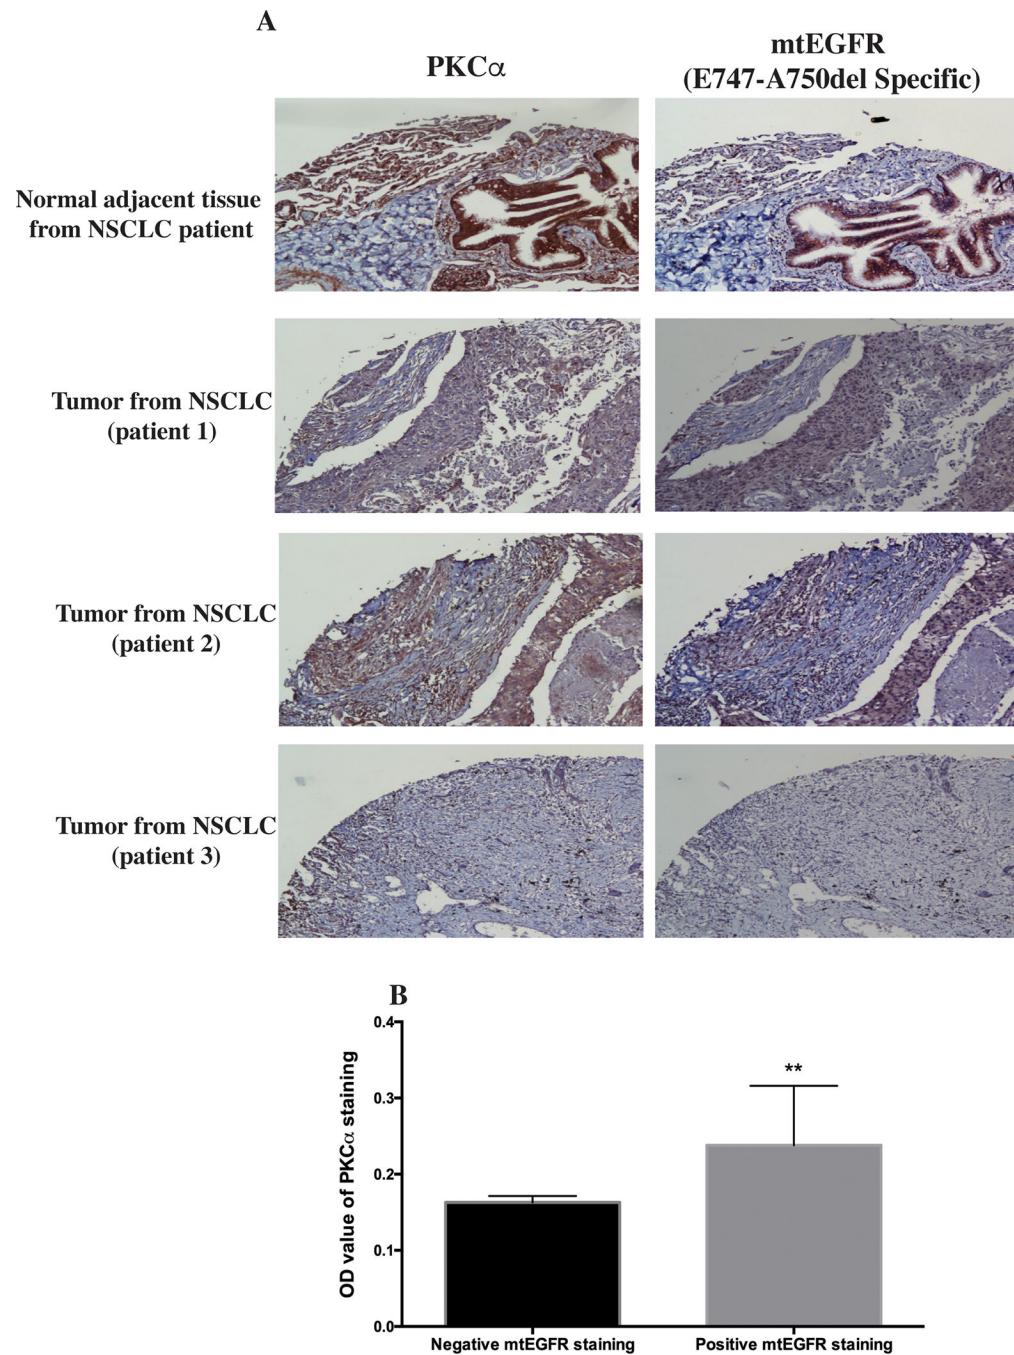 A
PKCα
mtEGFR
(E747-A750del Specific)
Normal adjacent tissue
from NSCLC patient
Tumor from NSCLC
(patient 1)
Tumor from NSCLC
(patient 2)
Tumor from NSCLC
(patient 3)
B
OD value of PKCα staining
0.4
0.3
0.2
0.1
0.0
**
Negative mtEGFR staining
Positive mtEGFR staining